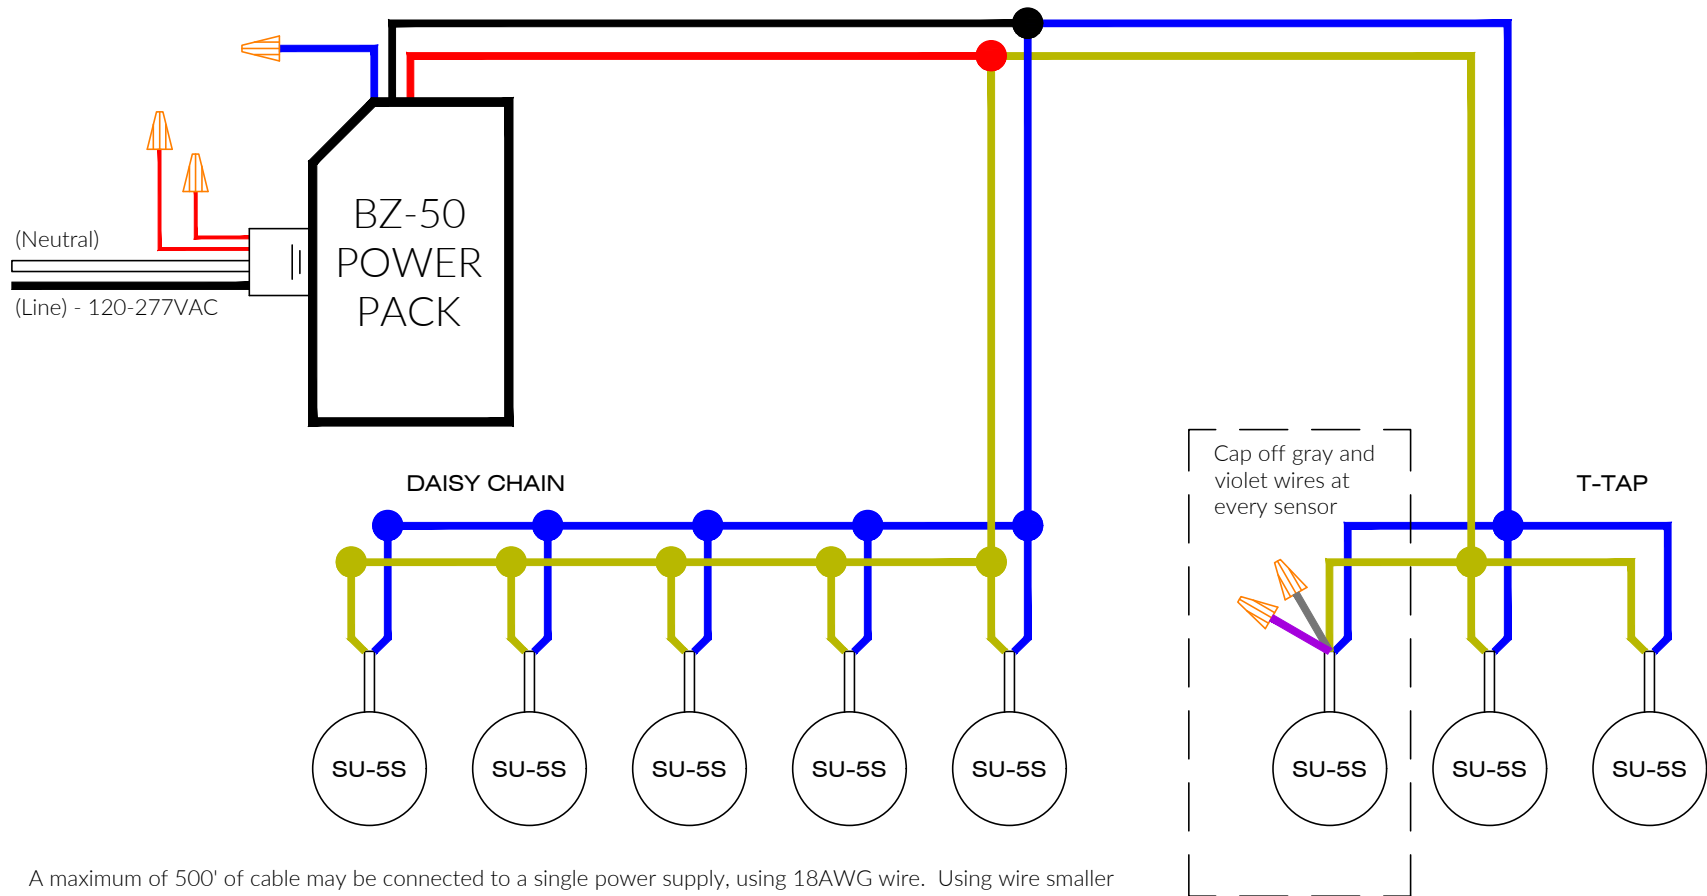 (Neutral)
(Line) - 120-277VAC
BZ-50
POWER
PACK
DAISY CHAIN
Cap off gray and
violet wires at
every sensor
T-TAP
SU-5S
SU-5S
SU-5S
SU-5S
SU-5S
SU-5S
SU-5S
SU-5S
A maximum of 500' of cable may be connected to a single power supply, using 18AWG wire. Using wire smaller